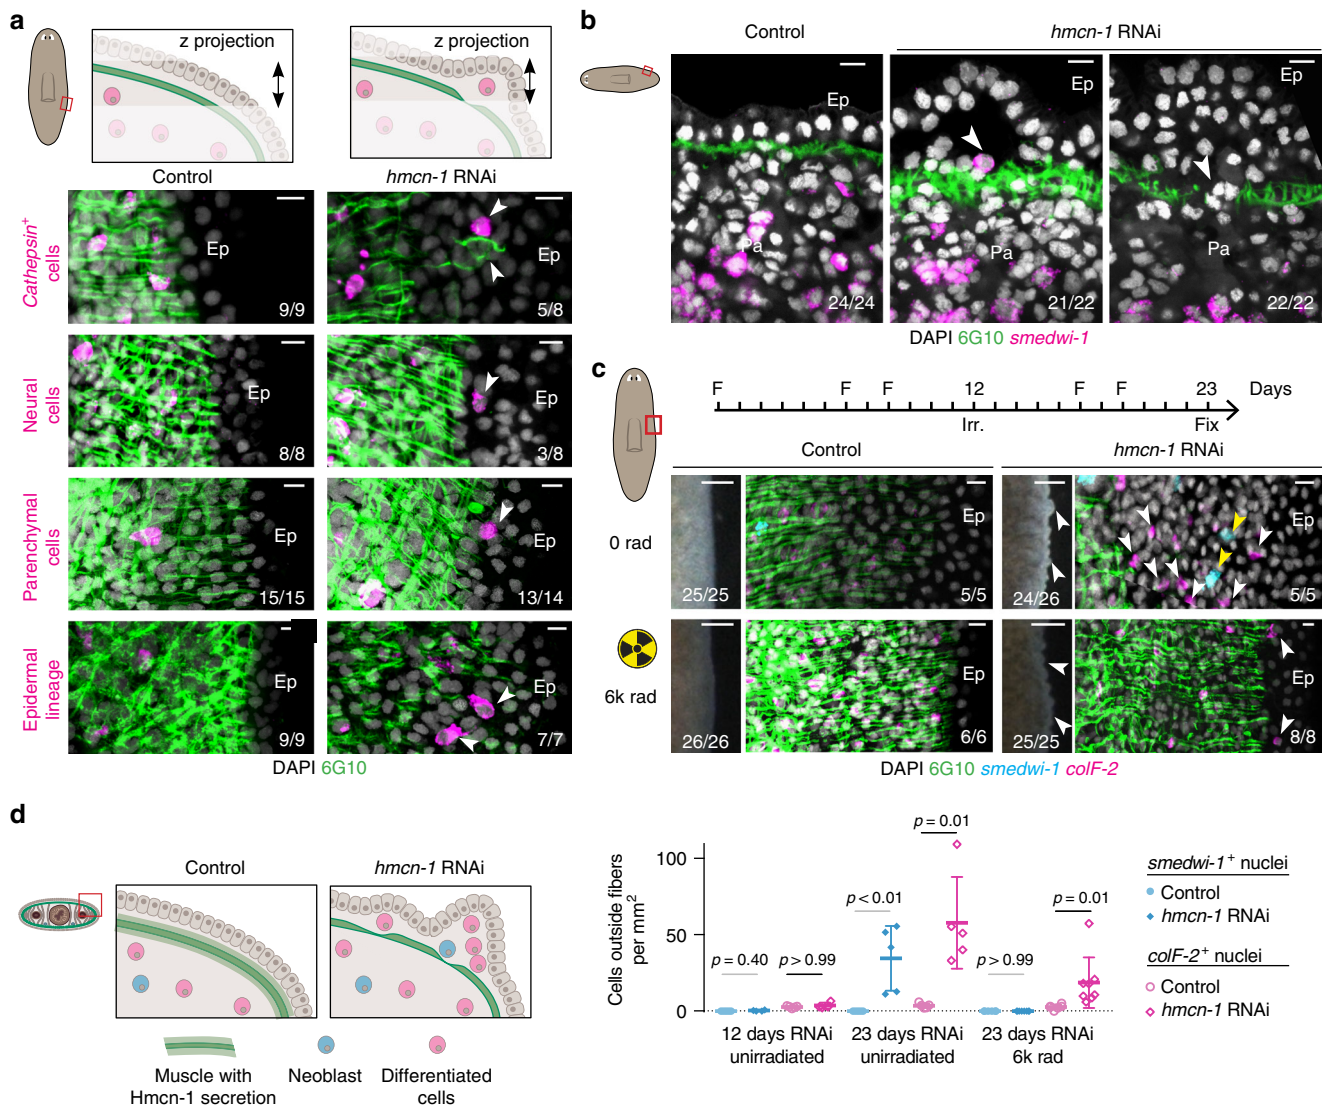 a
z projection
z projection
Control
hmcn-1 RNAi
Cathepsin+
cells
Ep
9/9
Ep
5/8
Neural
cells
Ep
8/8
Ep
3/8
Parenchymal
cells
Ep
15/15
Ep
13/14
Epidermal
lineage
Ep
9/9
Ep
7/7
DAPI 6G10
b
Control
hmcn-1 RNAi
Ep
Pa
24/24
Ep
Pa
21/22
Ep
Pa
22/22
DAPI 6G10 smedwi-1
c
F F F 12 F F 23 Days
Irr. Fix
Control
hmcn-1 RNAi
0 rad
25/25
Ep
5/5
24/26
Ep
5/5
6k rad
26/26
Ep
6/6
25/25
Ep
8/8
DAPI 6G10 smedwi-1 colF-2
d
Control
hmcn-1 RNAi
Muscle with
Hmcn-1 secretion
Neoblast
Differentiated
cells
Cells outside fibers
per mm2
100
50
0
p = 0.40
p > 0.99
p < 0.01
p = 0.01
p > 0.99
p = 0.01
12 days RNAi
unirradiated
23 days RNAi
unirradiated
23 days RNAi
6k rad
smedwi-1+ nuclei
Control
hmcn-1 RNAi
colF-2+ nuclei
Control
hmcn-1 RNAi